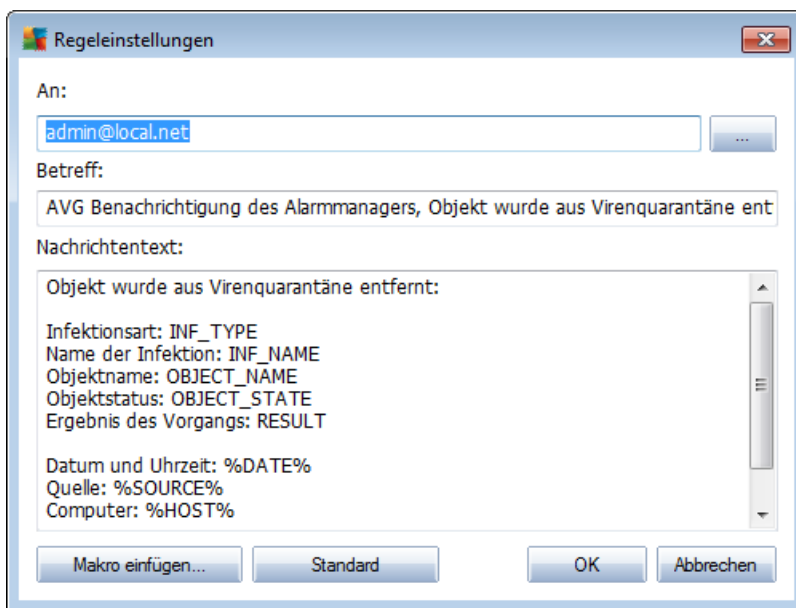 Regeleinstellungen
An:
admin@local.net
...
Betreff:
AVG Benachrichtigung des Alarmmanagers, Objekt wurde aus Virenquarantäne ent
Nachrichtentext:
Objekt wurde aus Virenquarantäne entfernt:
Infektionsart: INF_TYPE
Name der Infektion: INF_NAME
Objektname: OBJECT_NAME
Objektstatus: OBJECT_STATE
Ergebnis des Vorgangs: RESULT
Datum und Uhrzeit: %DATE%
Quelle: %SOURCE%
Computer: %HOST%
Makro einfügen... Standard OK Abbrechen